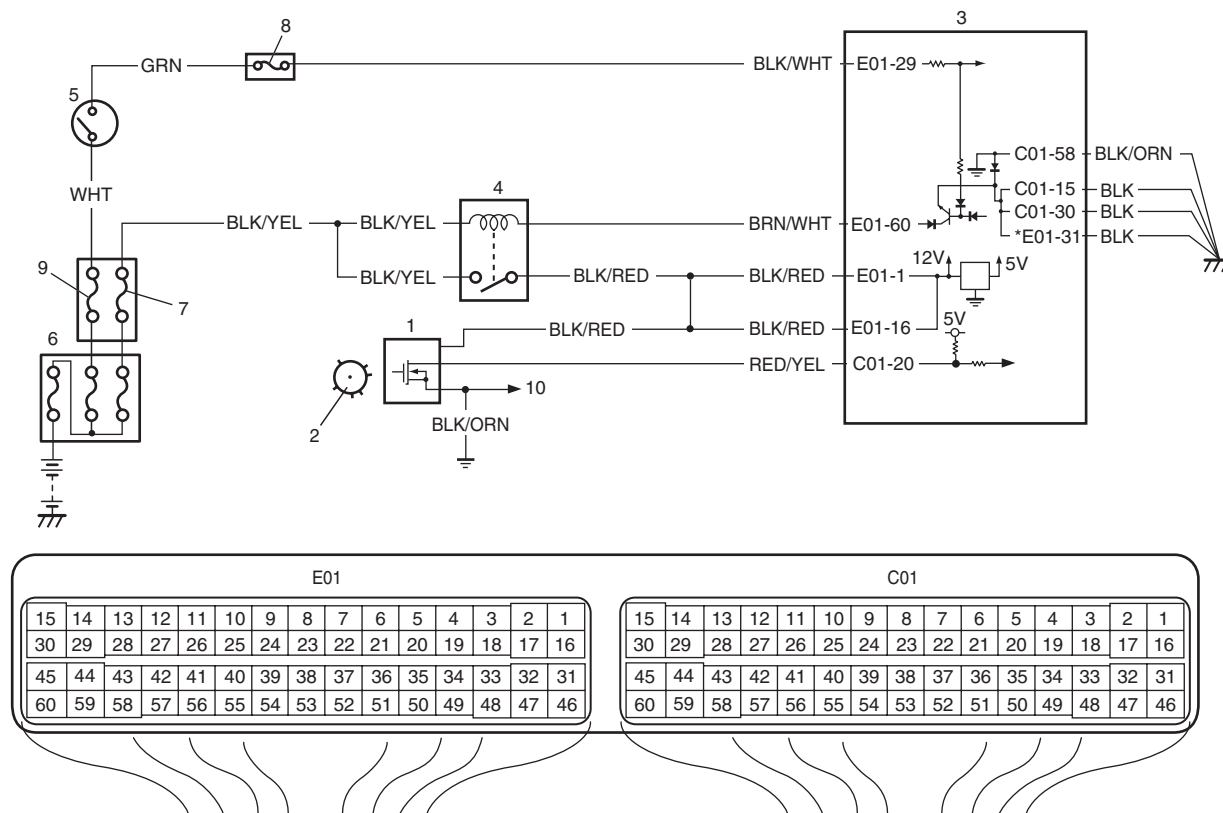 3
8
GRN
BLK/WHT
E01-29
5
C01-58
BLK/ORN
WHT
4
C01-15
BLK
BLK/YEL
BLK/YEL
BRN/WHT
E01-60
C01-30
BLK
*E01-31
BLK
9
7
BLK/YEL
BLK/RED
BLK/RED
E01-1
12V
5V
6
1
BLK/RED
BLK/RED
E01-16
5V
RED/YEL
C01-20
2
10
BLK/ORN
E01
C01
15 14 13 12 11 10 9 8 7 6 5 4 3 2 1
30 29 28 27 26 25 24 23 22 21 20 19 18 17 16
45 44 43 42 41 40 39 38 37 36 35 34 33 32 31
60 59 58 57 56 55 54 53 52 51 50 49 48 47 46
15 14 13 12 11 10 9 8 7 6 5 4 3 2 1
30 29 28 27 26 25 24 23 22 21 20 19 18 17 16
45 44 43 42 41 40 39 38 37 36 35 34 33 32 31
60 59 58 57 56 55 54 53 52 51 50 49 48 47 46